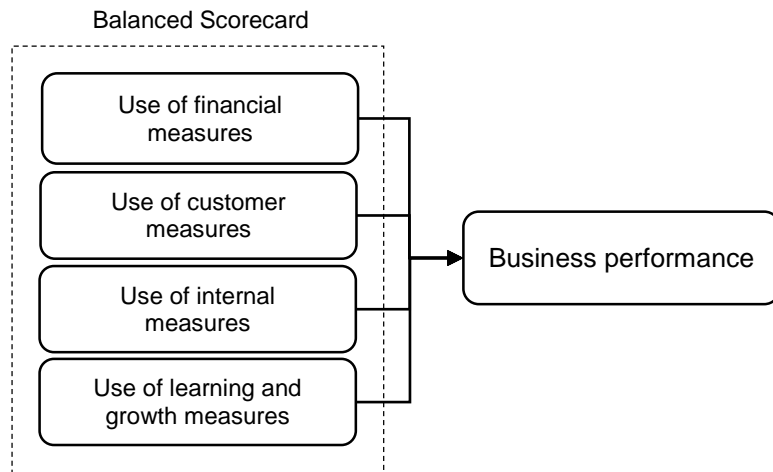 Balanced Scorecard
Use of financial
measures
Use of customer
measures
Use of internal
measures
Use of learning and
growth measures
Business performance